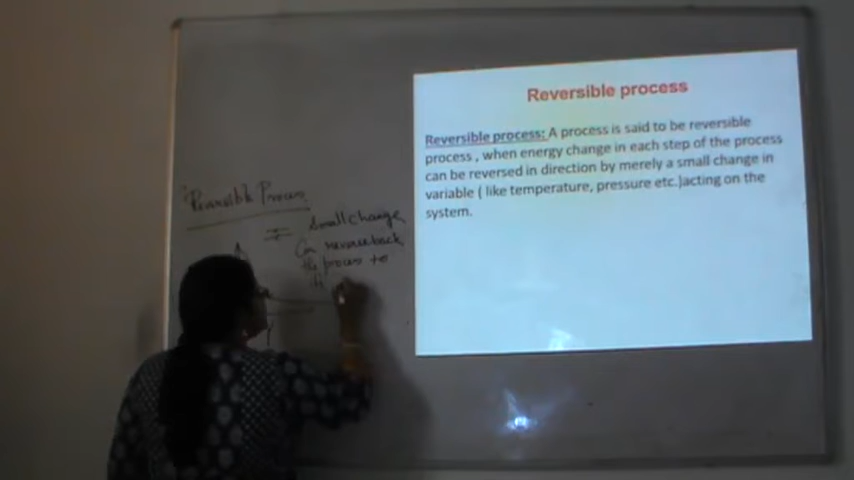 Reversible process
Reversible process: A process is said to be reversible
process , when energy change in each step of the process
can be reversed in direction by merely a small change in
variable ( like temperature, pressure etc.)acting on the
system.
Reversible Process
⇌ Small change
Can reverse back
the process to